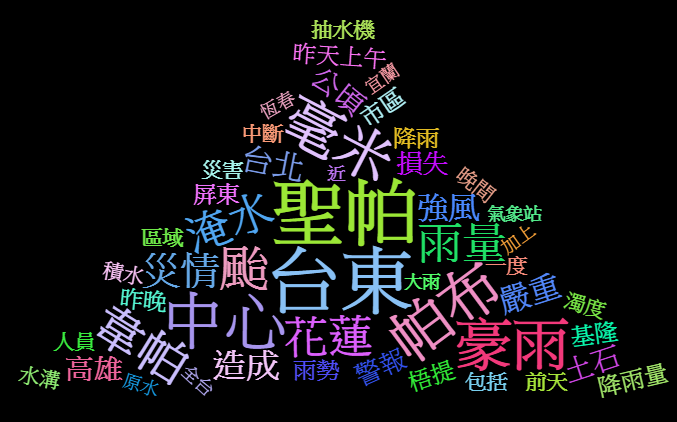 抽水機
昨天上午
公頃
宜蘭
恆春
毫米
市區
中斷
降雨
台北
災害
近
損失
屏東
聖帕
晚間
強風
氣象站
淹水
區域
雨量
加上
災情
颱
台東
大雨
一度
積水
昨晚
中心
帕布
嚴重
濁度
韋帕
花蓮
豪雨
基隆
人員
造成
土石
高雄
雨勢
警報
水溝
原水
全台
梧提
包括
前天
降雨量